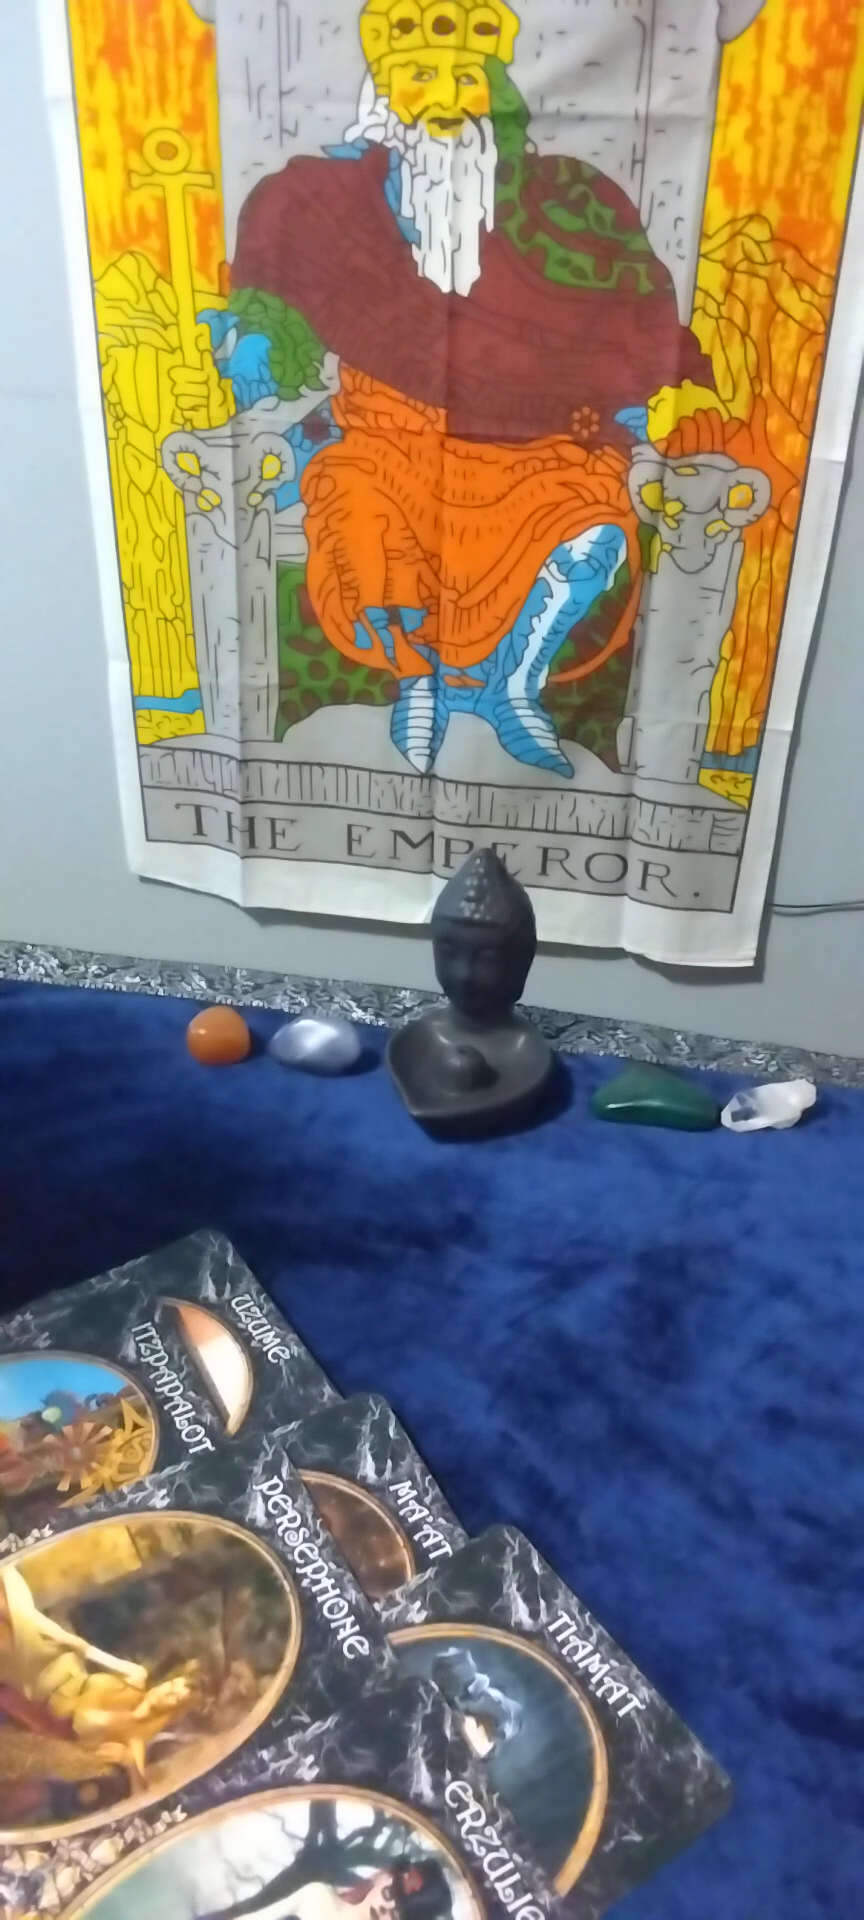 THE EMPEROR.
UZUME
ITZPAPALOT
MA'AT
PERSEPHONE
TIAMAT
ERZULIE